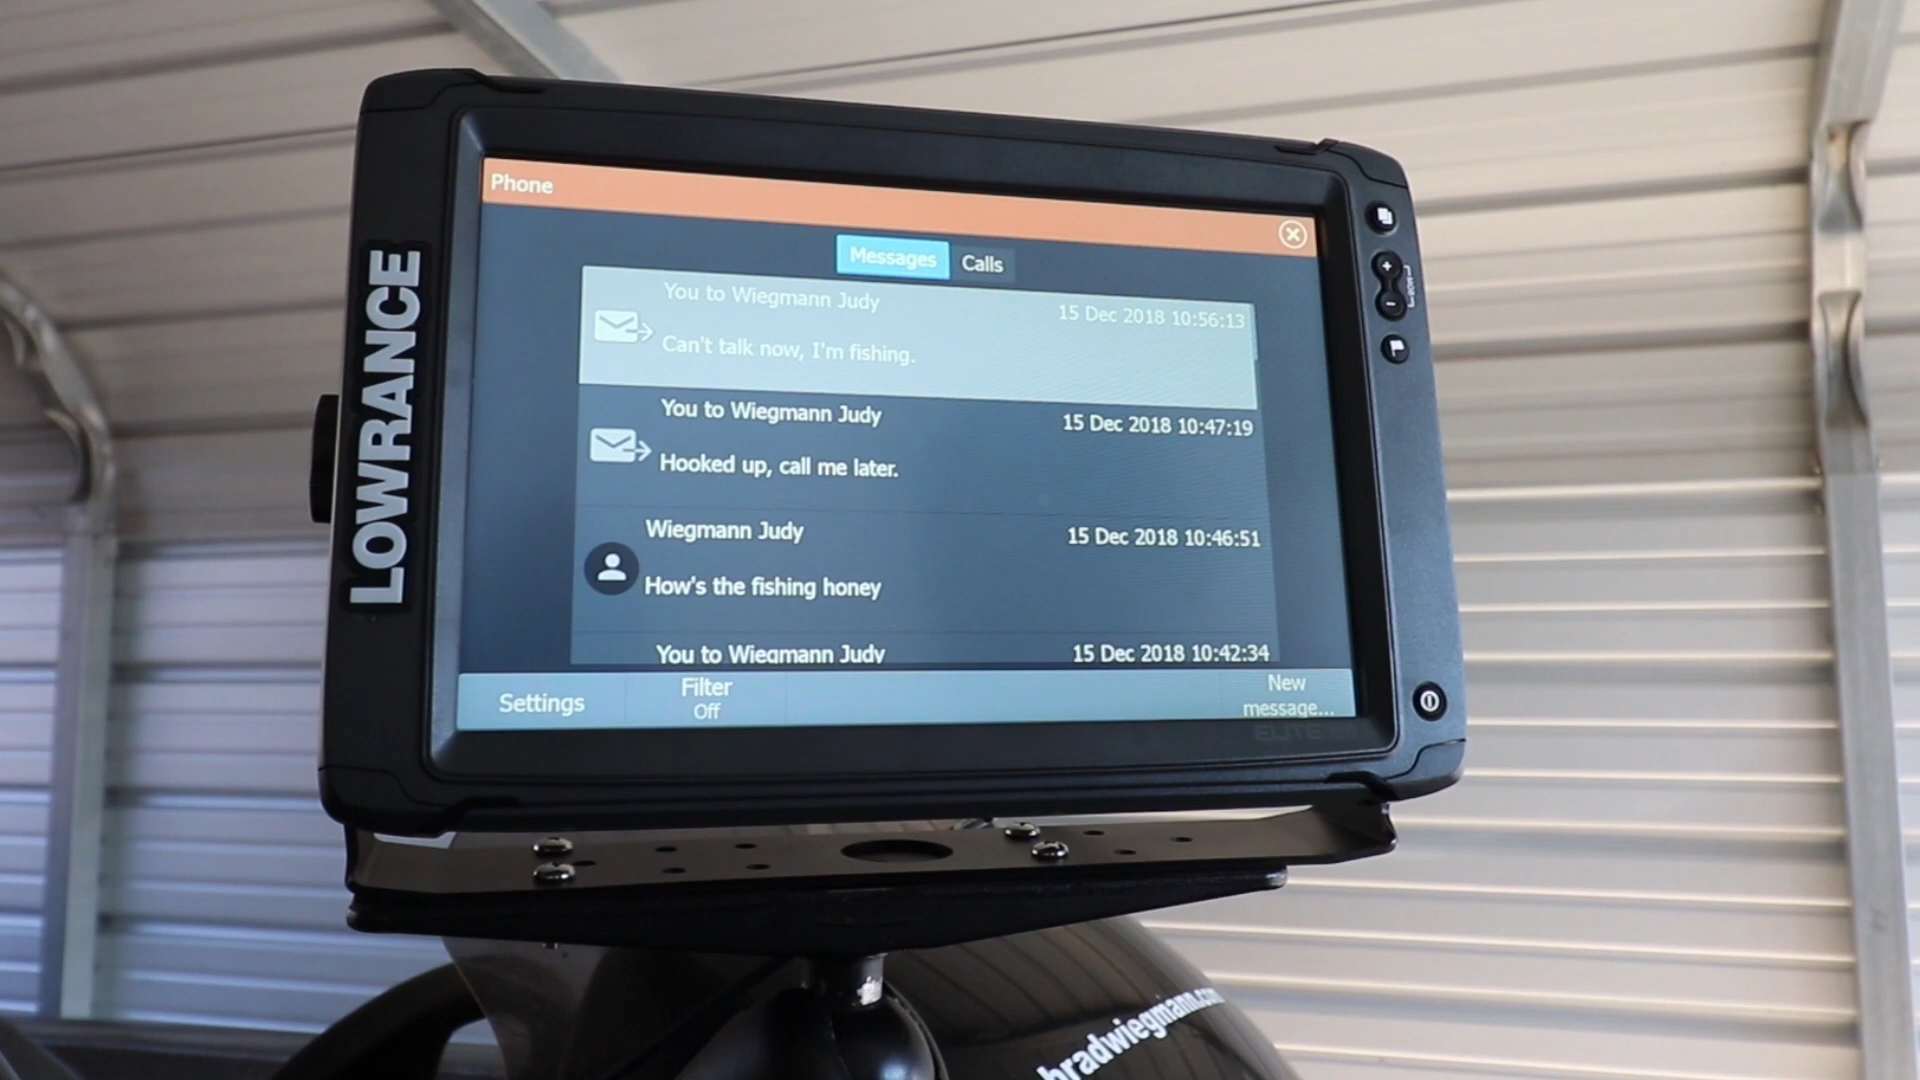 LOWRANCE
Phone
Messages Calls
You to Wiegmann Judy 15 Dec 2018 10:56:13
Can't talk now, I'm fishing.
You to Wiegmann Judy 15 Dec 2018 10:47:19
Hooked up, call me later.
Wiegmann Judy 15 Dec 2018 10:46:51
How's the fishing honey
You to Wiegmann Judy 15 Dec 2018 10:42:34
Settings
Filter
Off
New
message...
ELITE
bradwiegmann.com